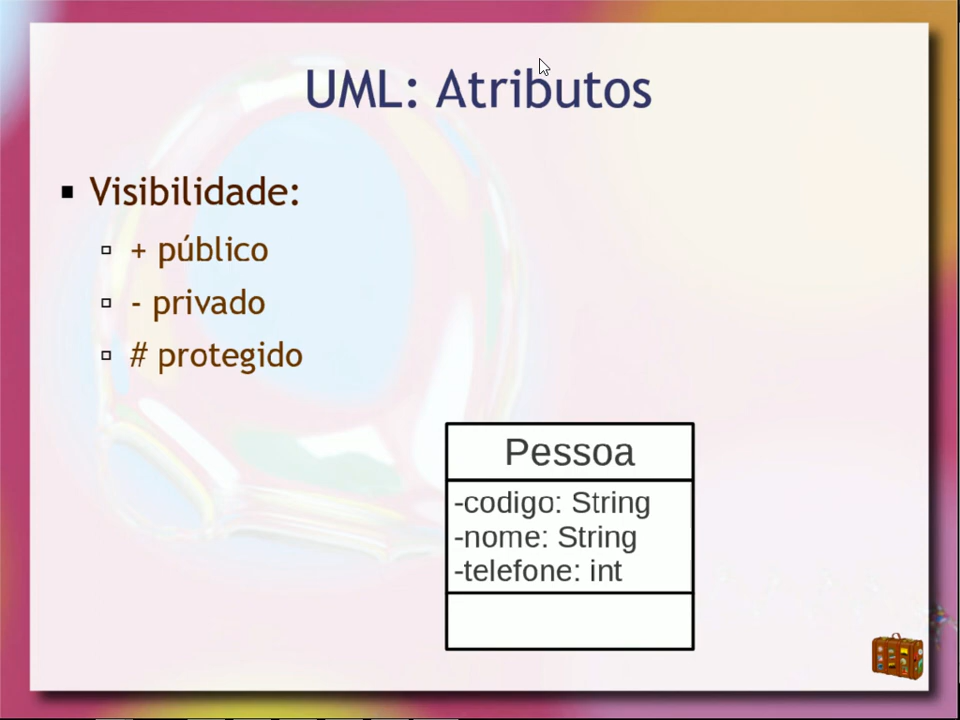 UML: Atributos
Visibilidade:
+ público
- privado
# protegido
Pessoa
-codigo: String
-nome: String
-telefone: int